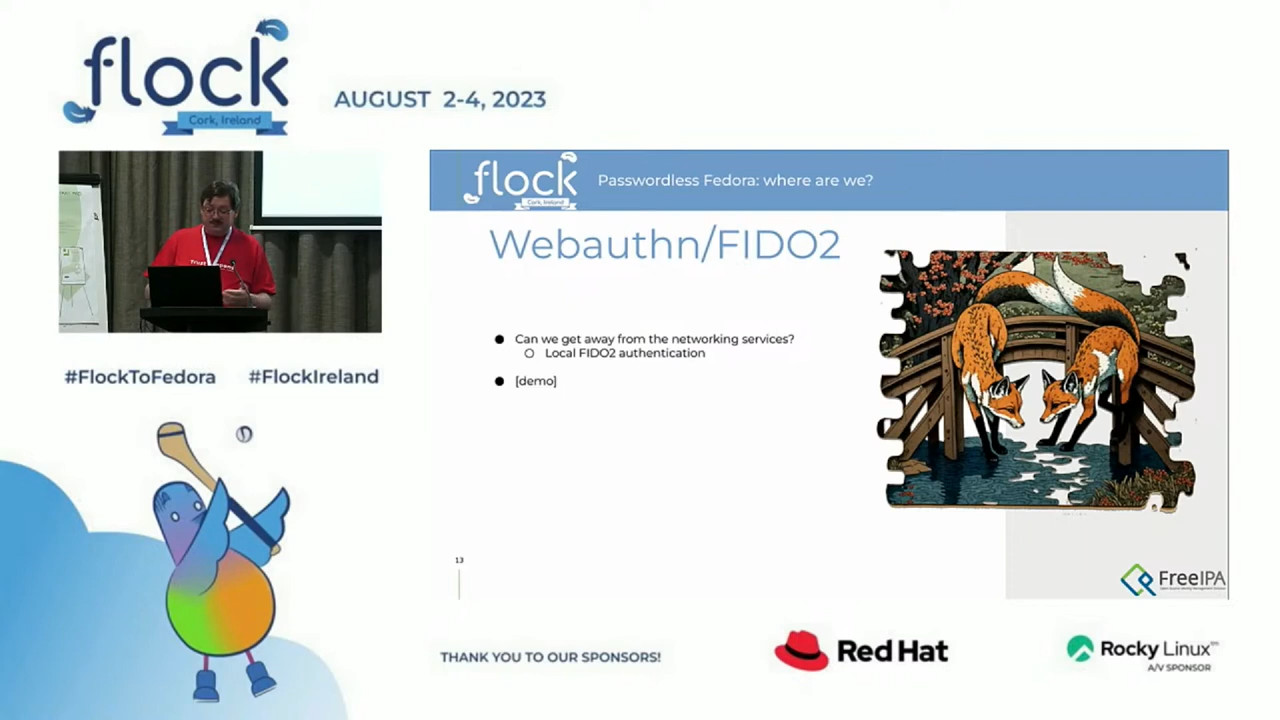 flock
Cork, Ireland
AUGUST 2-4, 2023
flock
Cork, Ireland
Passwordless Fedora: where are we?
Webauthn/FIDO2
Can we get away from the networking services?
Local FIDO2 authentication
[demo]
13
FreeIPA
#FlockToFedora #FlockIreland
THANK YOU TO OUR SPONSORS!
Red Hat
Rocky Linux™
A/V SPONSOR